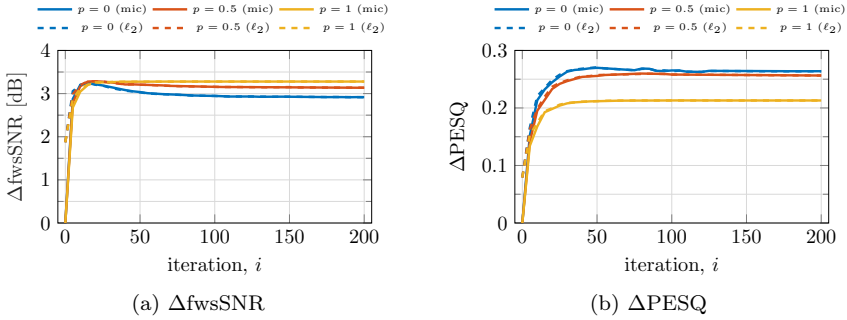 p = 0 (mic) p = 0.5 (mic) p = 1 (mic)
p = 0 (ℓ₂) p = 0.5 (ℓ₂) p = 1 (ℓ₂)
4
3
2
1
0
ΔfwsSNR [dB]
0 50 100 150 200
iteration, i
(a) ΔfwsSNR
p = 0 (mic) p = 0.5 (mic) p = 1 (mic)
p = 0 (ℓ₂) p = 0.5 (ℓ₂) p = 1 (ℓ₂)
0.3
0.2
0.1
0
ΔPESQ
0 50 100 150 200
iteration, i
(b) ΔPESQ